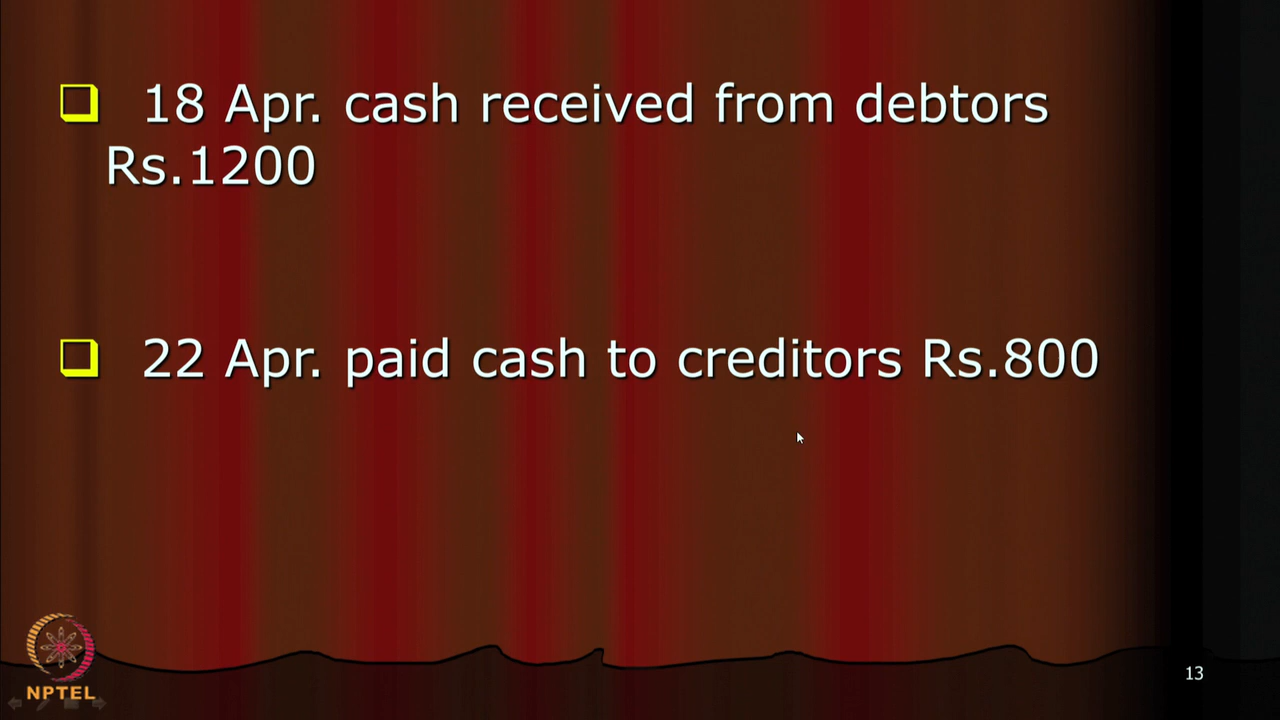 18 Apr. cash received from debtors
Rs.1200
22 Apr. paid cash to creditors Rs.800
NPTEL
13